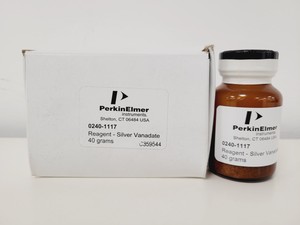 PerkinElmer
instruments.
Shelton, CT 06484 USA
0240-1117
Reagent - Silver Vanadate
40 grams
C359544
PerkinElmer
instruments.
Shelton, CT 06484 USA
0240-1117
Reagent - Silver Vanadate
40 grams